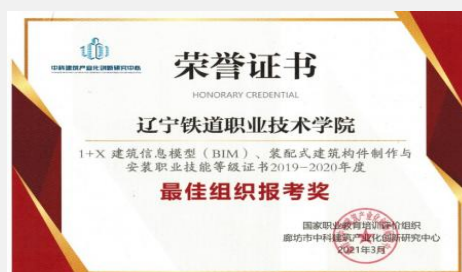 中科建筑产业化创新研究中心
荣誉证书
HONORARY CREDENTIAL
辽宁铁道职业技术学院
1+X 建筑信息模型（BIM）、装配式建筑构件制作与
安装职业技能等级证书2019-2020年度
最佳组织报考奖
国家职业教育培训评价组织
廊坊市中科建筑产业化创新研究中心
2021年3月